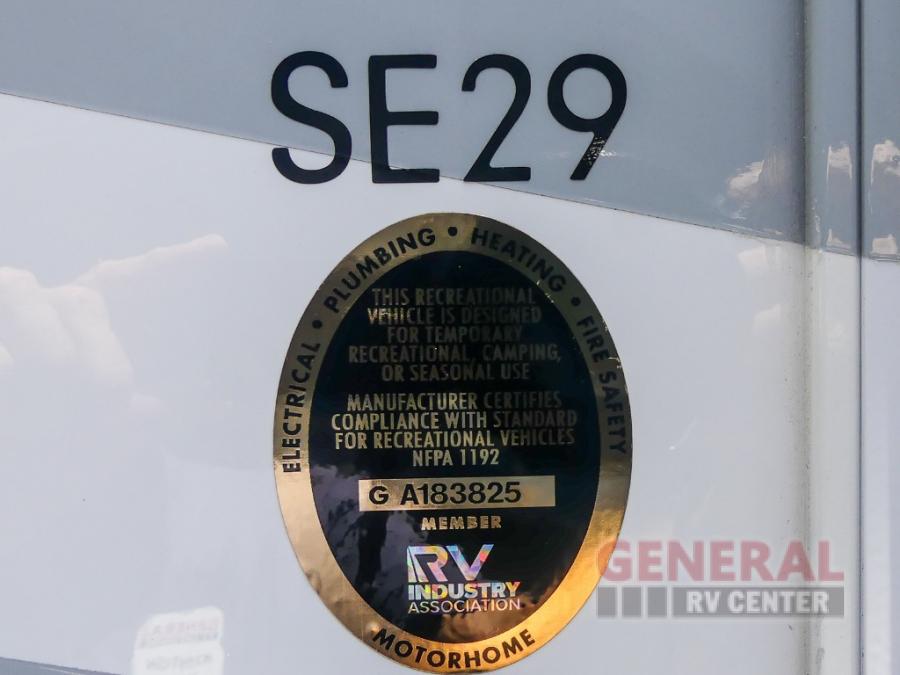 SE29
ELECTRICAL • PLUMBING • HEATING • FIRE SAFETY
THIS RECREATIONAL
VEHICLE IS DESIGNED
FOR TEMPORARY
RECREATIONAL, CAMPING,
OR SEASONAL USE
MANUFACTURER CERTIFIES
COMPLIANCE WITH STANDARD
FOR RECREATIONAL VEHICLES
NFPA 1192
G A183825
MEMBER
RV
INDUSTRY
ASSOCIATION
MOTORHOME
GENERAL
RV CENTER